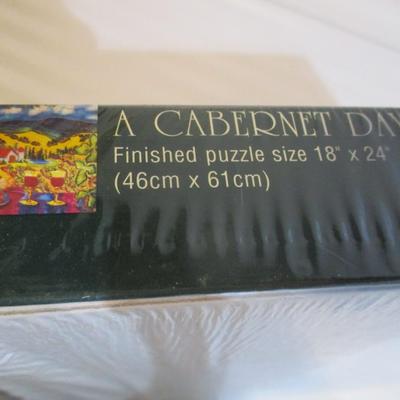 A CABERNET DAY
Finished puzzle size 18" x 24"
(46cm x 61cm)